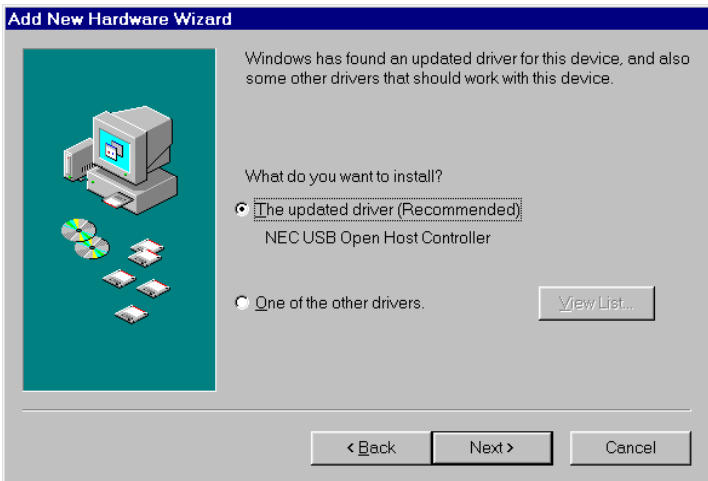 Add New Hardware Wizard
Windows has found an updated driver for this device, and also
some other drivers that should work with this device.
What do you want to install?
The updated driver (Recommended)
NEC USB Open Host Controller
One of the other drivers.
View List...
< Back
Next >
Cancel